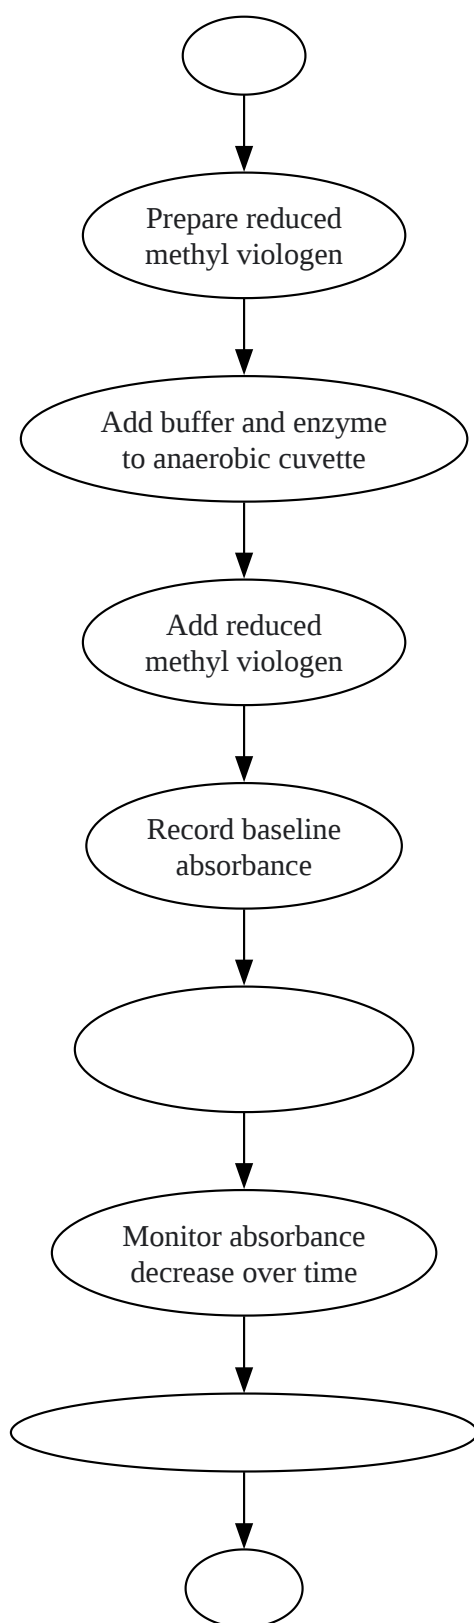 Prepare reduced
methyl viologen
Add buffer and enzyme
to anaerobic cuvette
Add reduced
methyl viologen
Record baseline
absorbance
Monitor absorbance
decrease over time